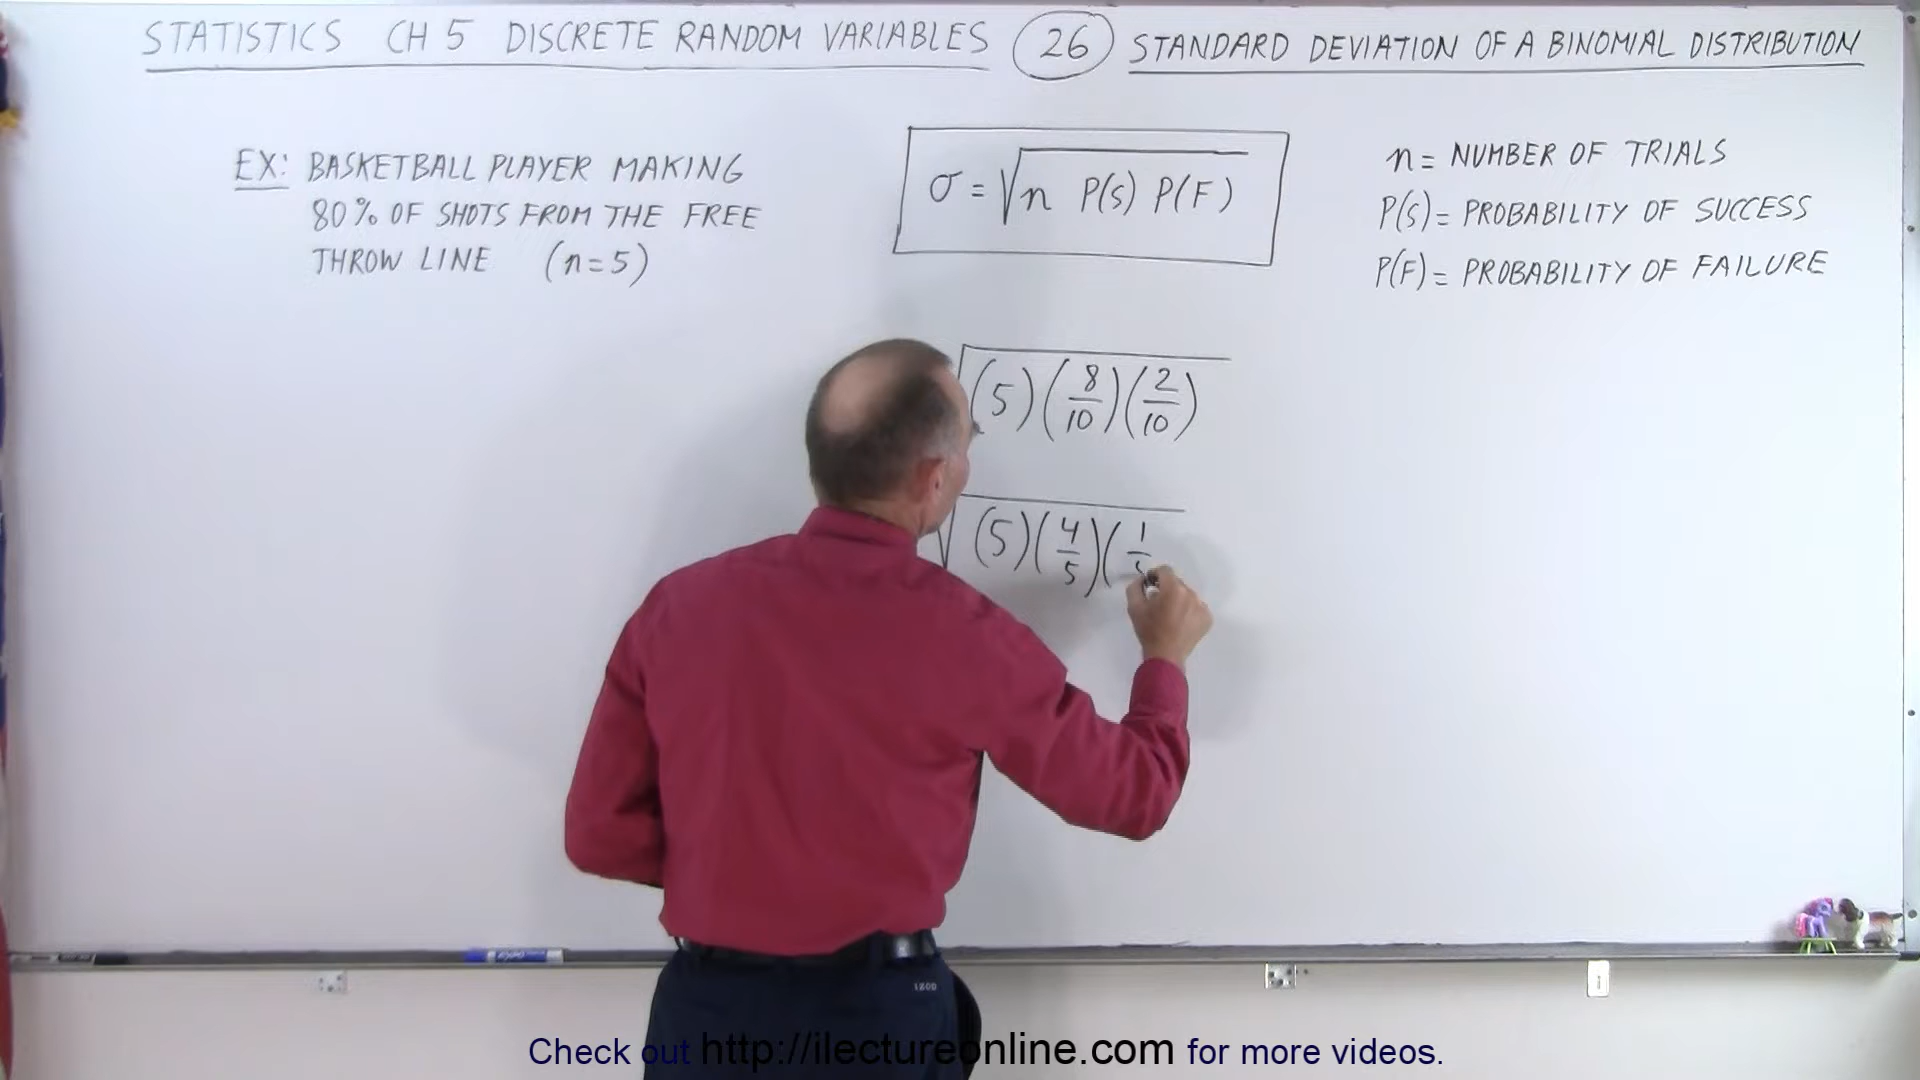 STATISTICS CH 5 DISCRETE RANDOM VARIABLES 26 STANDARD DEVIATION OF A BINOMIAL DISTRIBUTION
EX: BASKETBALL PLAYER MAKING
80% OF SHOTS FROM THE FREE
THROW LINE (n=5)
σ = √n P(S) P(F)
n = NUMBER OF TRIALS
P(S) = PROBABILITY OF SUCCESS
P(F) = PROBABILITY OF FAILURE
√(5)(8/10)(2/10)
√(5)(4/5)(1/5
IZOD
Check out http://ilectureonline.com for more videos.